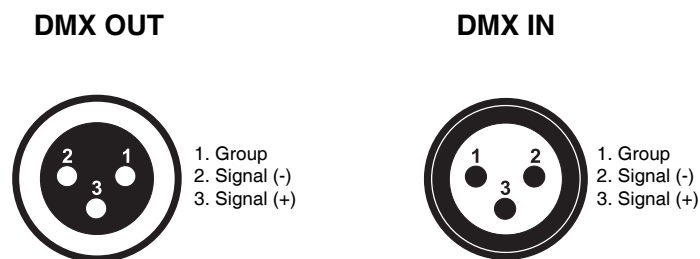 DMX OUT
DMX IN
2 1
3
1. Group
2. Signal (-)
3. Signal (+)
1 2
3
1. Group
2. Signal (-)
3. Signal (+)